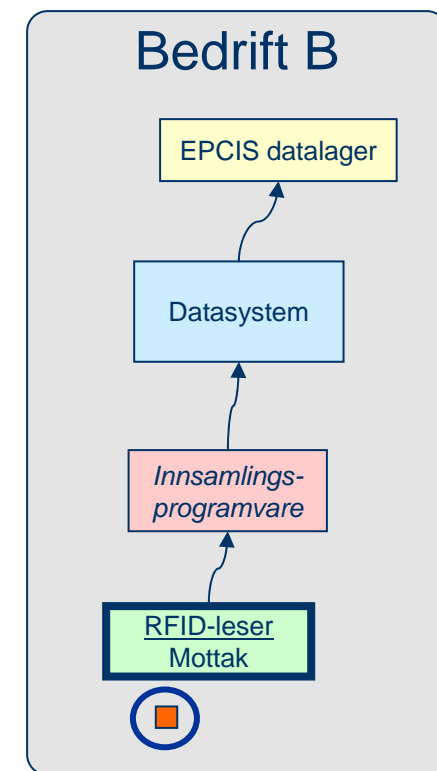 Bedrift B
EPCIS datalager
Datasystem
Innsamlings-
programvare
RFID-leser
Mottak